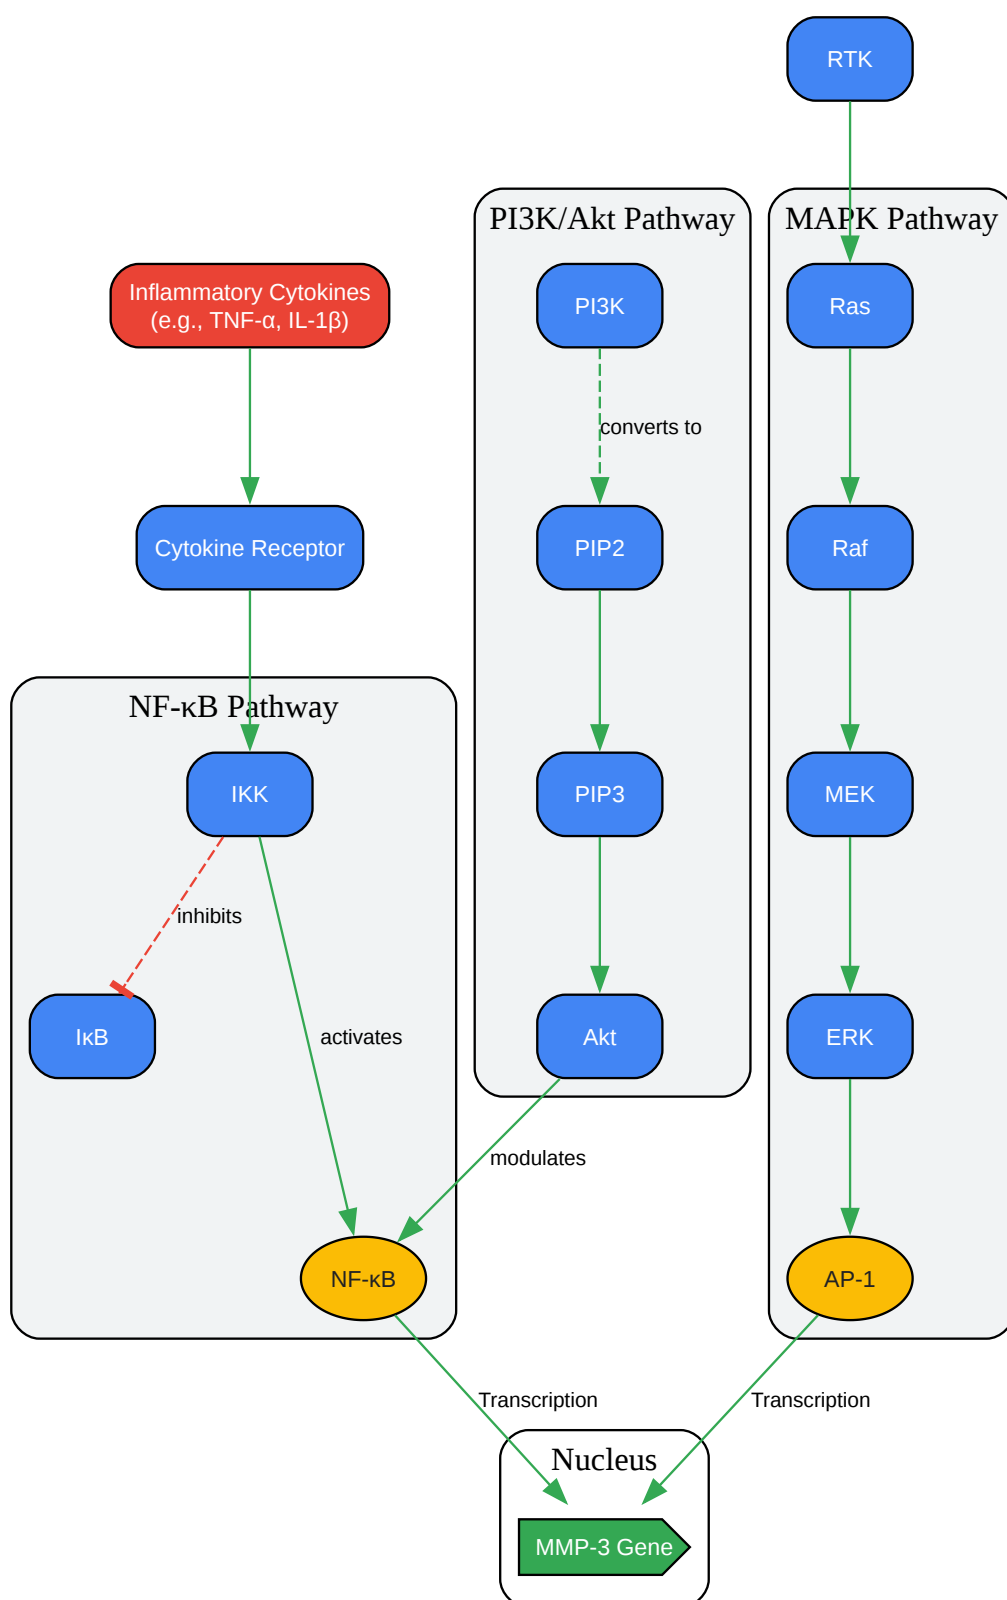 RTK
PI3K/Akt Pathway
MAPK Pathway
Inflammatory Cytokines
(e.g., TNF-α, IL-1β)
PI3K
Ras
converts to
Cytokine Receptor
PIP2
Raf
NF-κB Pathway
IKK
PIP3
MEK
inhibits
IκB
activates
Akt
ERK
modulates
NF-κB
AP-1
Transcription
Transcription
Nucleus
MMP-3 Gene